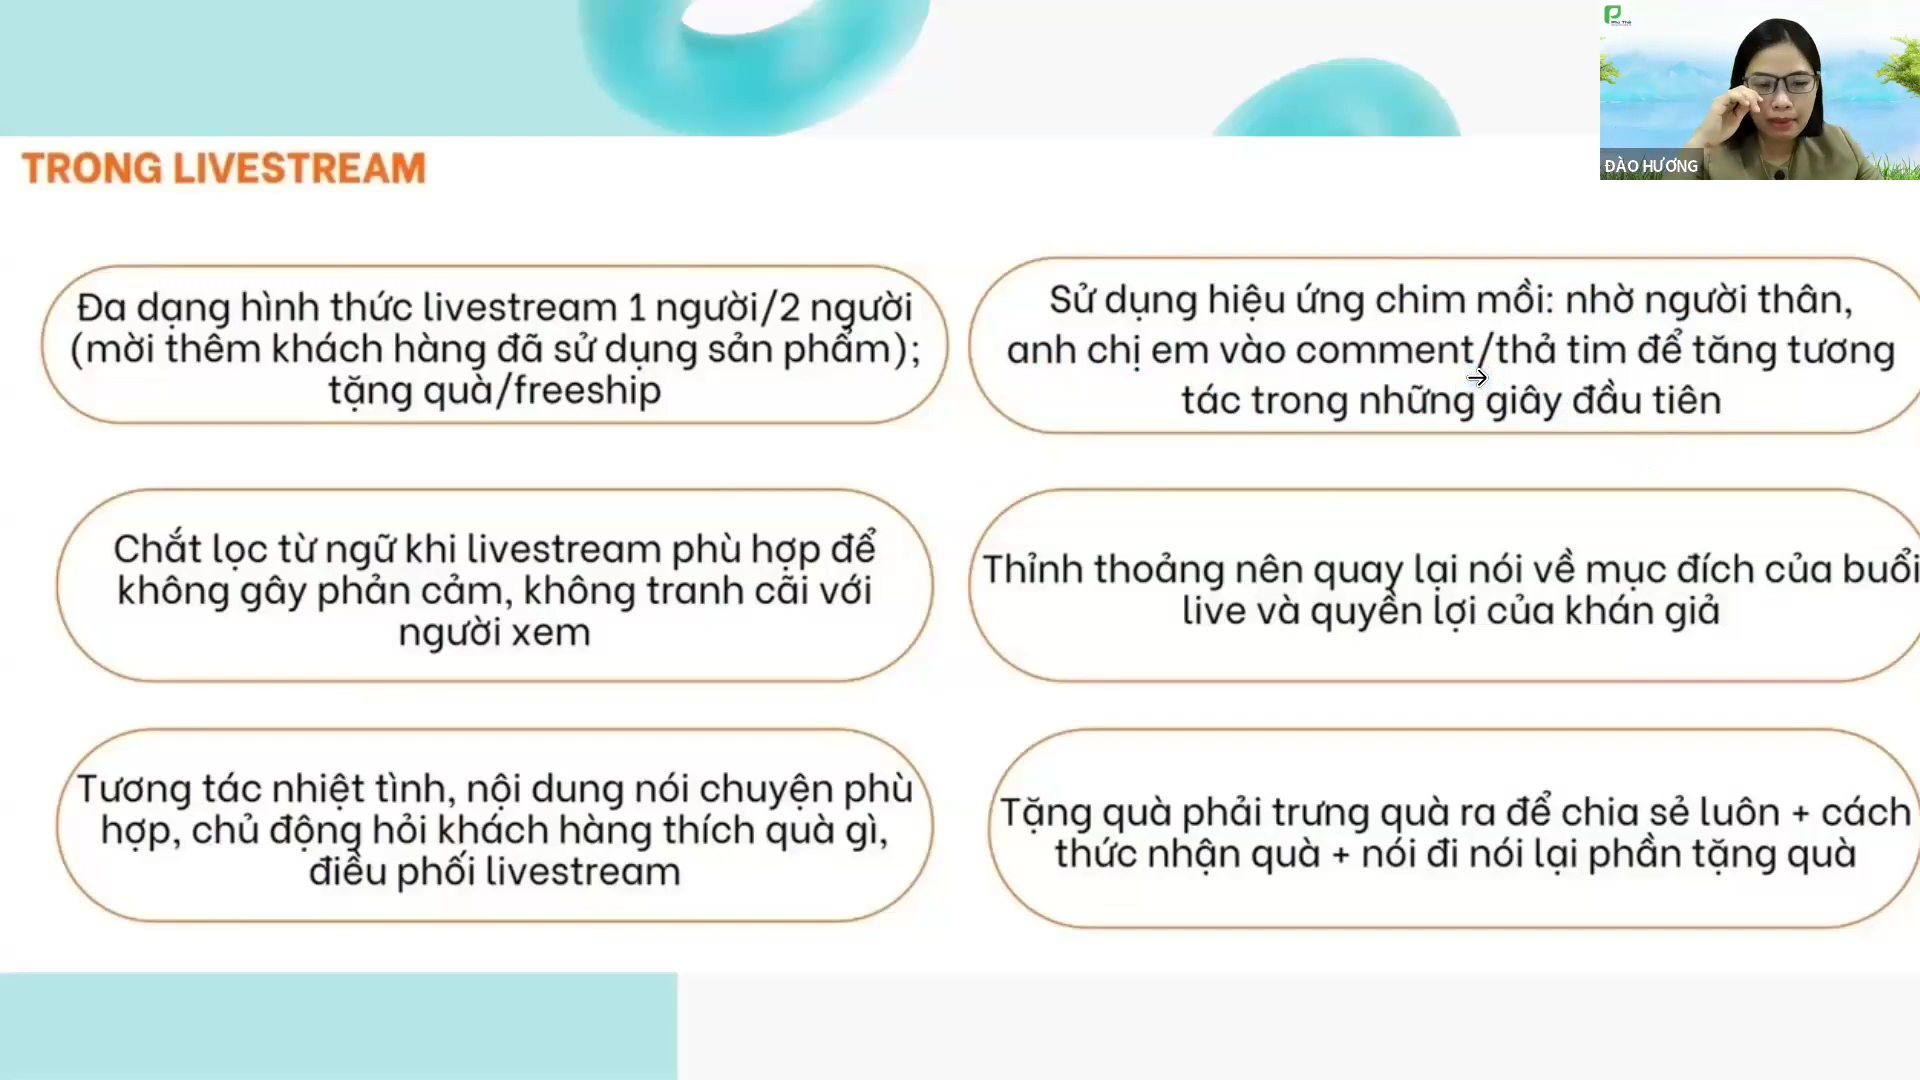 ĐÀO HƯƠNG
TRONG LIVESTREAM
Đa dạng hình thức livestream 1 người/2 người
(mời thêm khách hàng đã sử dụng sản phẩm);
tặng quà/freeship
Sử dụng hiệu ứng chim mồi: nhờ người thân,
anh chị em vào comment/thả tim để tăng tương
tác trong những giây đầu tiên
Chắt lọc từ ngữ khi livestream phù hợp để
không gây phản cảm, không tranh cãi với
người xem
Thỉnh thoảng nên quay lại nói về mục đích của buổi
live và quyền lợi của khán giả
Tương tác nhiệt tình, nội dung nói chuyện phù
hợp, chủ động hỏi khách hàng thích quà gì,
điều phối livestream
Tặng quà phải trưng quà ra để chia sẻ luôn + cách
thức nhận quà + nói đi nói lại phần tặng quà